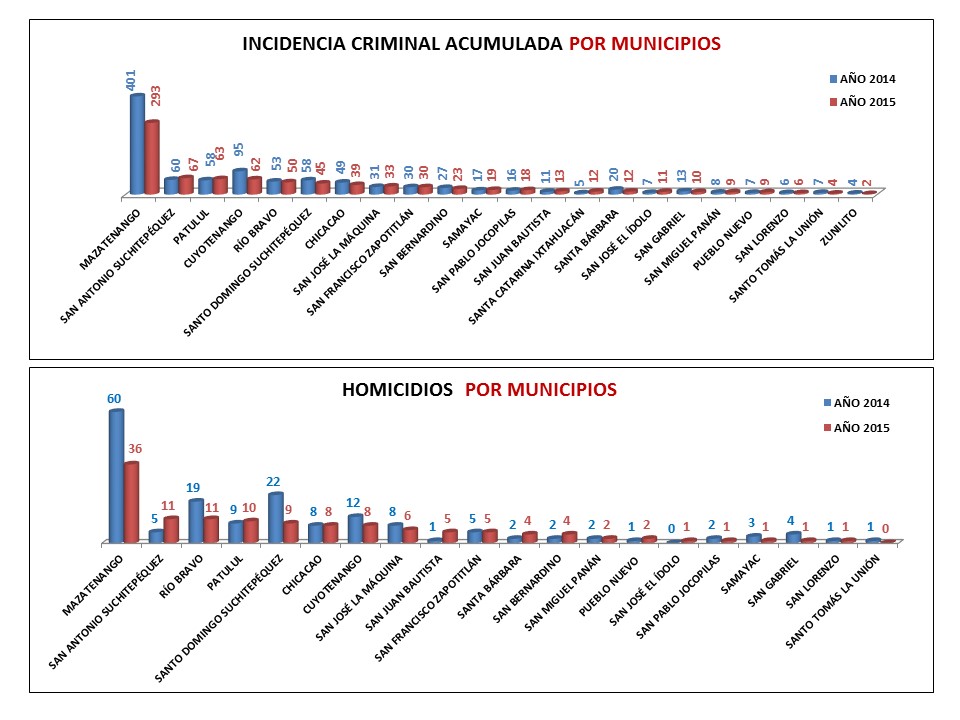 INCIDENCIA CRIMINAL ACUMULADA POR MUNICIPIOS
AÑO 2014
AÑO 2015
401 293 60 67 58 63 95 62 53 50 58 45 49 39 31 33 30 30 27 23 17 19 16 18 11 13 5 12 20 12 7 11 13 10 8 9 7 9 6 6 7 4 4 2
MAZATENANGO
SAN ANTONIO SUCHITEPÉQUEZ
PATULUL
CUYOTENANGO
RÍO BRAVO
SANTO DOMINGO SUCHITEPÉQUEZ
CHICACAO
SAN JOSÉ LA MÁQUINA
SAN FRANCISCO ZAPOTITLÁN
SAN BERNARDINO
SAMAYAC
SAN PABLO JOCOPILAS
SAN JUAN BAUTISTA
SANTA CATARINA IXTAHUACÁN
SANTA BÁRBARA
SAN JOSÉ EL ÍDOLO
SAN GABRIEL
SAN MIGUEL PANÁN
PUEBLO NUEVO
SAN LORENZO
SANTO TOMÁS LA UNIÓN
ZUNILITO
HOMICIDIOS POR MUNICIPIOS
AÑO 2014
AÑO 2015
60 36 5 11 19 11 9 10 22 9 8 8 12 8 8 6 1 5 5 5 2 4 2 4 2 2 1 2 0 1 2 1 3 1 4 1 1 1 1 0
MAZATENANGO
SAN ANTONIO SUCHITEPÉQUEZ
RÍO BRAVO
PATULUL
SANTO DOMINGO SUCHITEPÉQUEZ
CHICACAO
CUYOTENANGO
SAN JOSÉ LA MÁQUINA
SAN JUAN BAUTISTA
SAN FRANCISCO ZAPOTITLÁN
SANTA BÁRBARA
SAN BERNARDINO
SAN MIGUEL PANÁN
PUEBLO NUEVO
SAN JOSÉ EL ÍDOLO
SAN PABLO JOCOPILAS
SAMAYAC
SAN GABRIEL
SAN LORENZO
SANTO TOMÁS LA UNIÓN